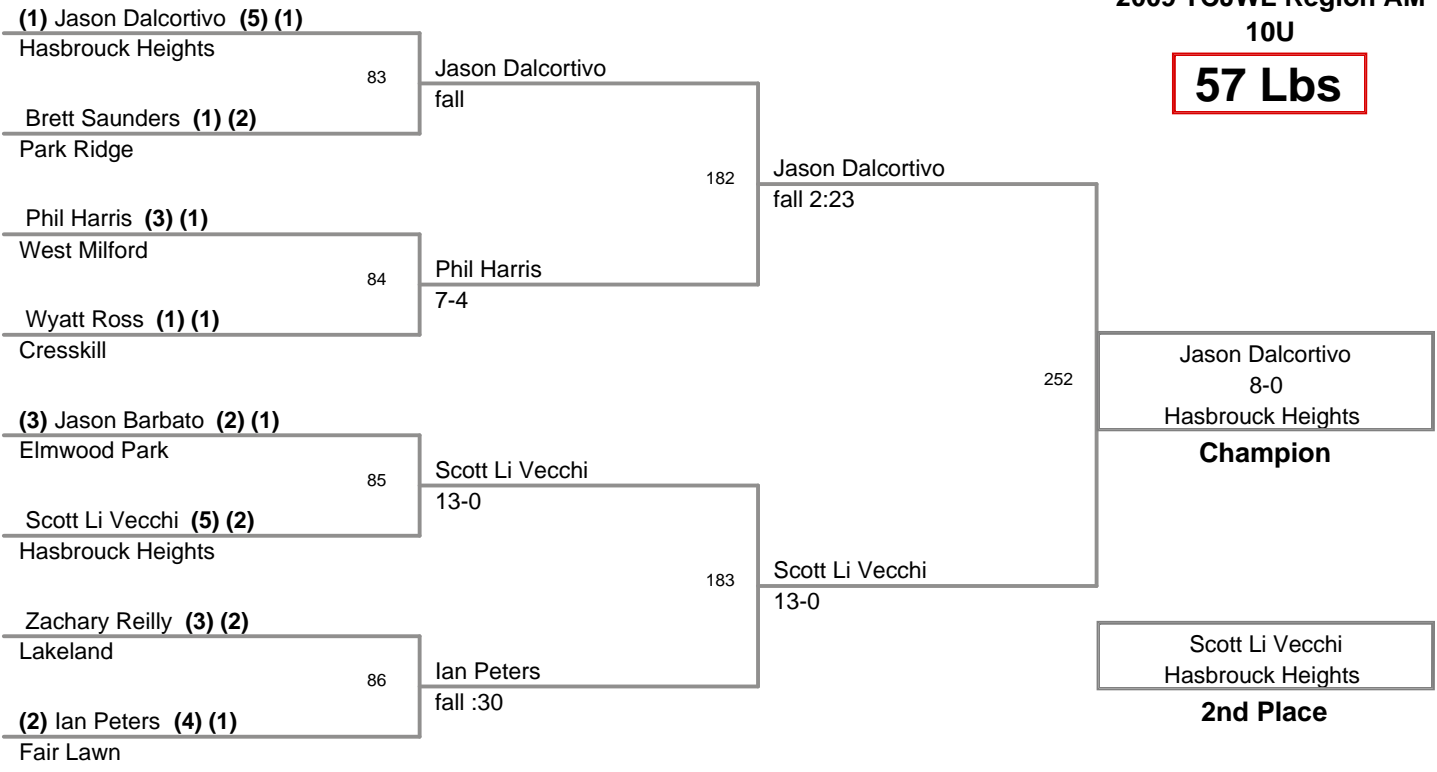 2009 TCJWL Region AM
10U
57 Lbs
(1) Jason Dalcortivo (5) (1)
Hasbrouck Heights
83
Brett Saunders (1) (2)
Park Ridge
Phil Harris (3) (1)
West Milford
84
Wyatt Ross (1) (1)
Cresskill
(3) Jason Barbato (2) (1)
Elmwood Park
85
Scott Li Vecchi (5) (2)
Hasbrouck Heights
Zachary Reilly (3) (2)
Lakeland
86
(2) Ian Peters (4) (1)
Fair Lawn
Jason Dalcortivo
fall
182
Phil Harris
7-4
Scott Li Vecchi
13-0
183
Ian Peters
fall :30
Jason Dalcortivo
fall 2:23
252
Scott Li Vecchi
13-0
Jason Dalcortivo
8-0
Hasbrouck Heights
Champion
Scott Li Vecchi
Hasbrouck Heights
2nd Place